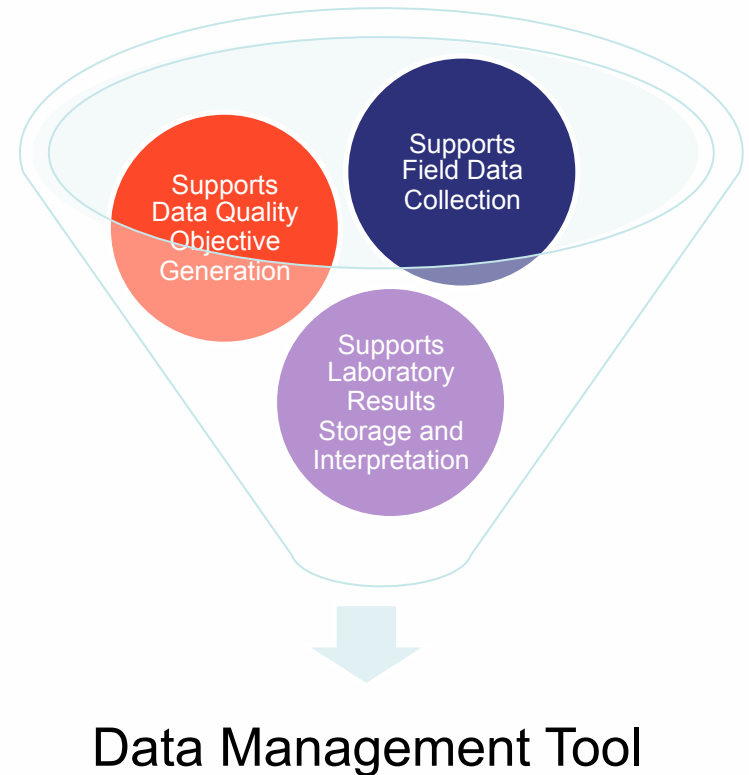 Supports
Data Quality
Objective
Generation
Supports
Field Data
Collection
Supports
Laboratory
Results
Storage and
Interpretation
Data Management Tool